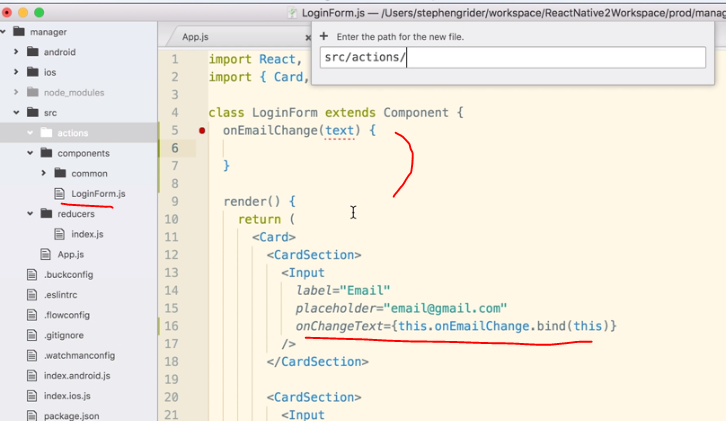 LoginForm.js — /Users/stephengrider/workspace/ReactNative2Workspace/prod/manag
manager
android
ios
node_modules
src
actions
components
common
LoginForm.js
reducers
index.js
App.js
.buckconfig
.eslintrc
.flowconfig
.gitignore
.watchmanconfig
index.android.js
index.ios.js
package.json
App.js
Enter the path for the new file.
src/actions/
1 import React,
2 import { Card,
3
4 class LoginForm extends Component {
5 onEmailChange(text) {
6
7 }
8
9 render() {
10 return (
11 <Card>
12 <CardSection>
13 <Input
14 label="Email"
15 placeholder="email@gmail.com"
16 onChangeText={this.onEmailChange.bind(this)}
17 />
18 </CardSection>
19
20 <CardSection>
21 <Input